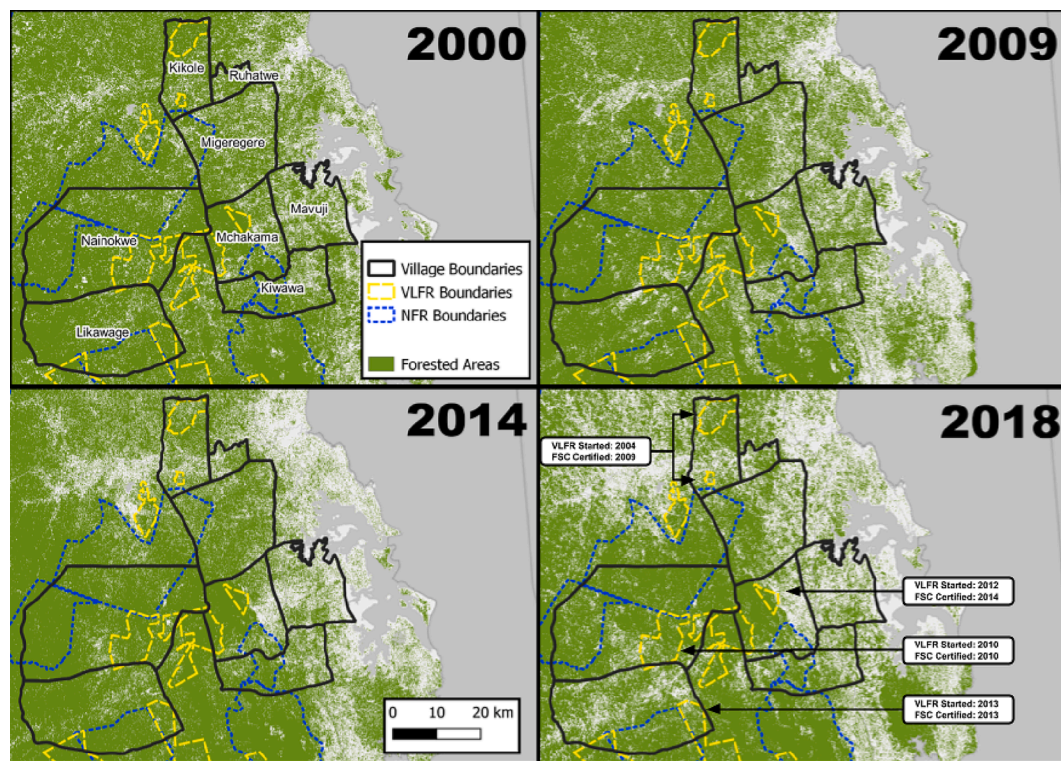 2000
Kikole
Ruhatwe
Migeregere
Mavuji
Nainokwe
Mchakama
Kiwawa
Likawage
Village Boundaries
VLFR Boundaries
NFR Boundaries
Forested Areas
2009
2014
0 10 20 km
2018
VLFR Started: 2004
FSC Certified: 2009
VLFR Started: 2012
FSC Certified: 2014
VLFR Started: 2010
FSC Certified: 2010
VLFR Started: 2013
FSC Certified: 2013